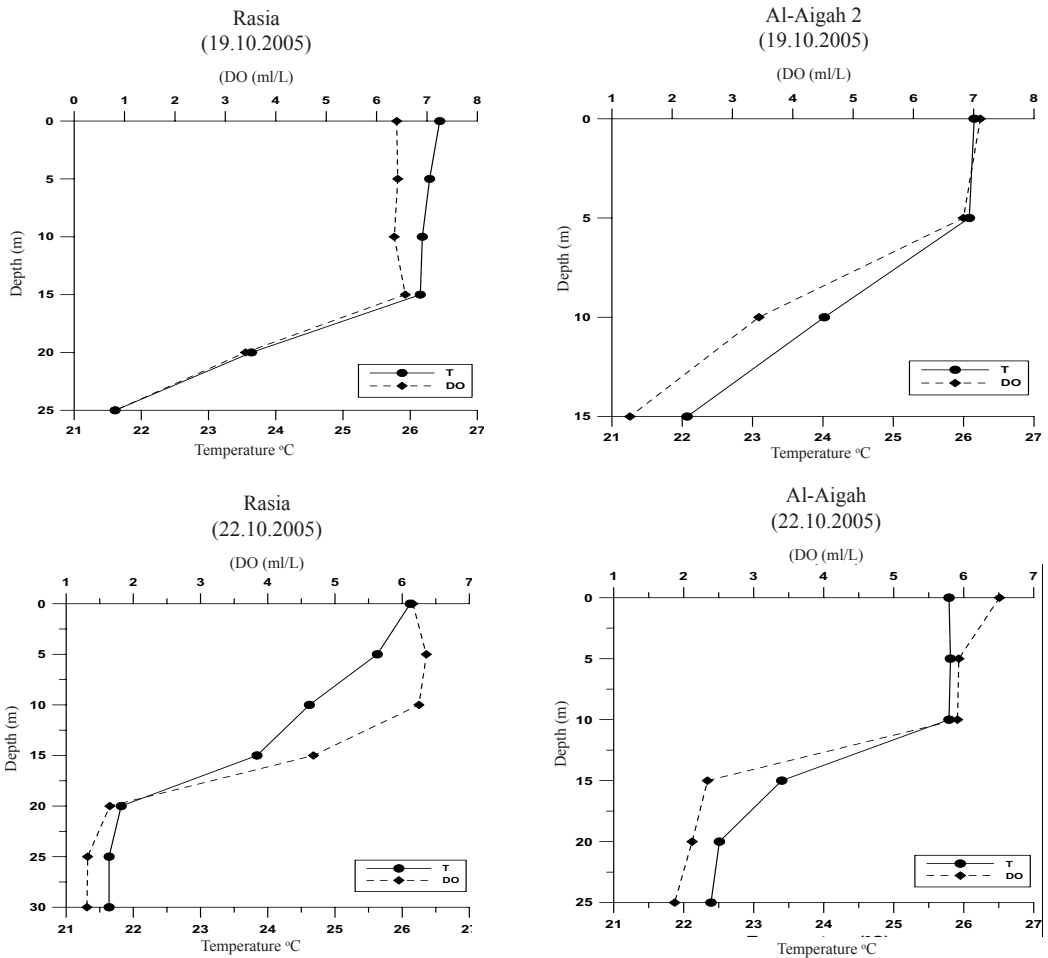 Rasia
(19.10.2005)
(DO (ml/L)
0 1 2 3 4 5 6 7 8
0
5
10
15
20
25
Depth (m)
T
DO
21 22 23 24 25 26 27
Temperature °C
Al-Aigah 2
(19.10.2005)
(DO (ml/L)
1 2 3 4 5 6 7 8
0
5
10
15
Depth (m)
T
DO
21 22 23 24 25 26 27
Temperature °C
Rasia
(22.10.2005)
(DO (ml/L)
1 2 3 4 5 6 7
0
5
10
15
20
25
30
Depth (m)
T
DO
21 22 23 24 25 26 27
Temperature °C
Al-Aigah
(22.10.2005)
(DO (ml/L)
1 2 3 4 5 6 7
0
5
10
15
20
25
Depth (m)
T
DO
21 22 23 24 25 26 27
Temperature °C